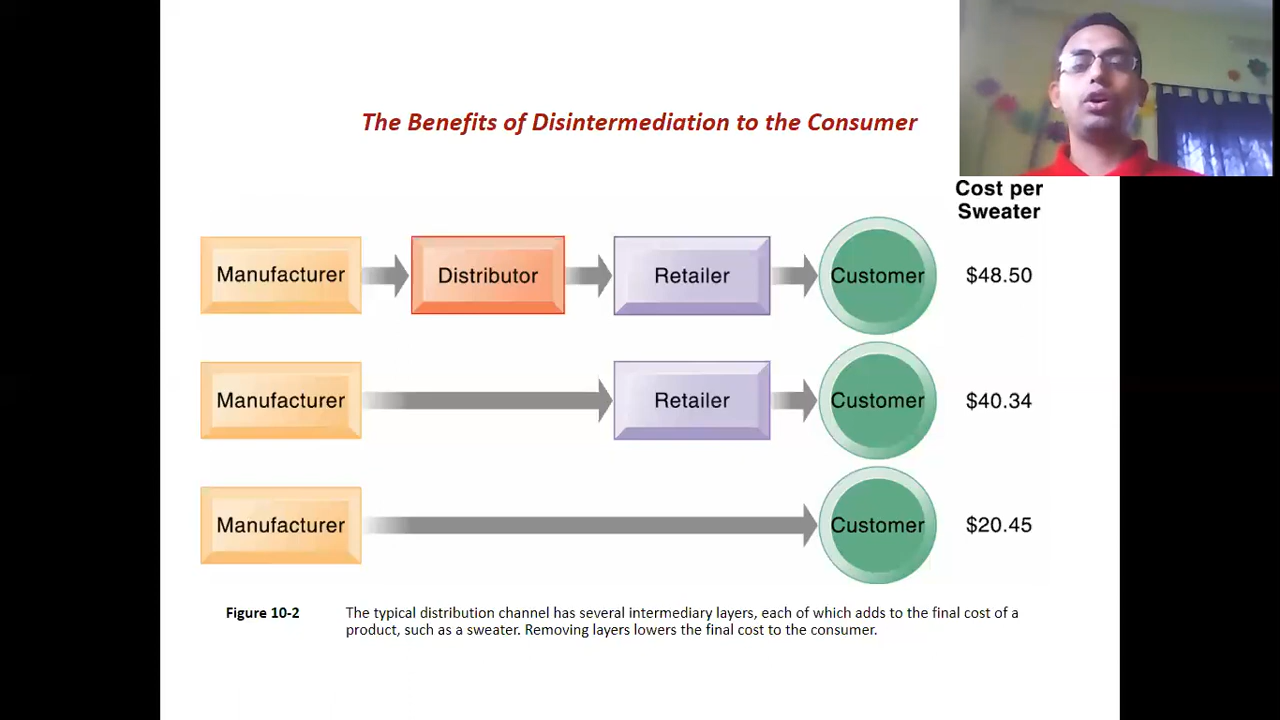 The Benefits of Disintermediation to the Consumer
Cost per
Sweater
Manufacturer
Distributor
Retailer
Customer
$48.50
Manufacturer
Retailer
Customer
$40.34
Manufacturer
Customer
$20.45
Figure 10-2
The typical distribution channel has several intermediary layers, each of which adds to the final cost of a
product, such as a sweater. Removing layers lowers the final cost to the consumer.